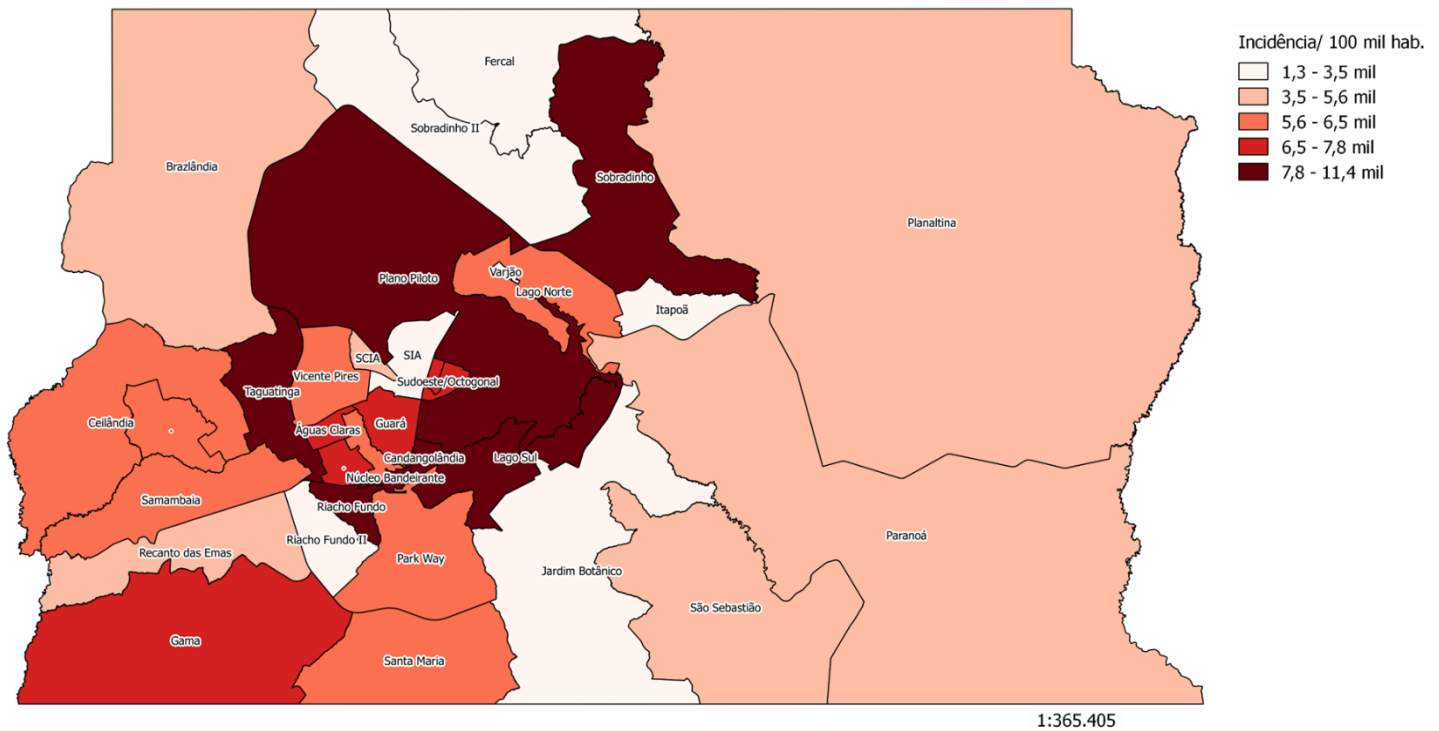 Fercal
Incidência/ 100 mil hab.
1,3 - 3,5 mil
3,5 - 5,6 mil
5,6 - 6,5 mil
6,5 - 7,8 mil
7,8 - 11,4 mil
Sobradinho II
Brazlândia
Sobradinho
Planaltina
Varjão
Plano Piloto
Lago Norte
Itapoã
SCIA
SIA
Vicente Pires
Sudoeste/Octogonal
Taguatinga
Ceilândia
Águas Claras
Guará
Candangolândia
Lago Sul
Núcleo Bandeirante
Samambaia
Riacho Fundo
Riacho Fundo II
Paranoá
Recanto das Emas
Park Way
Jardim Botânico
São Sebastião
Gama
Santa Maria
1:365.405